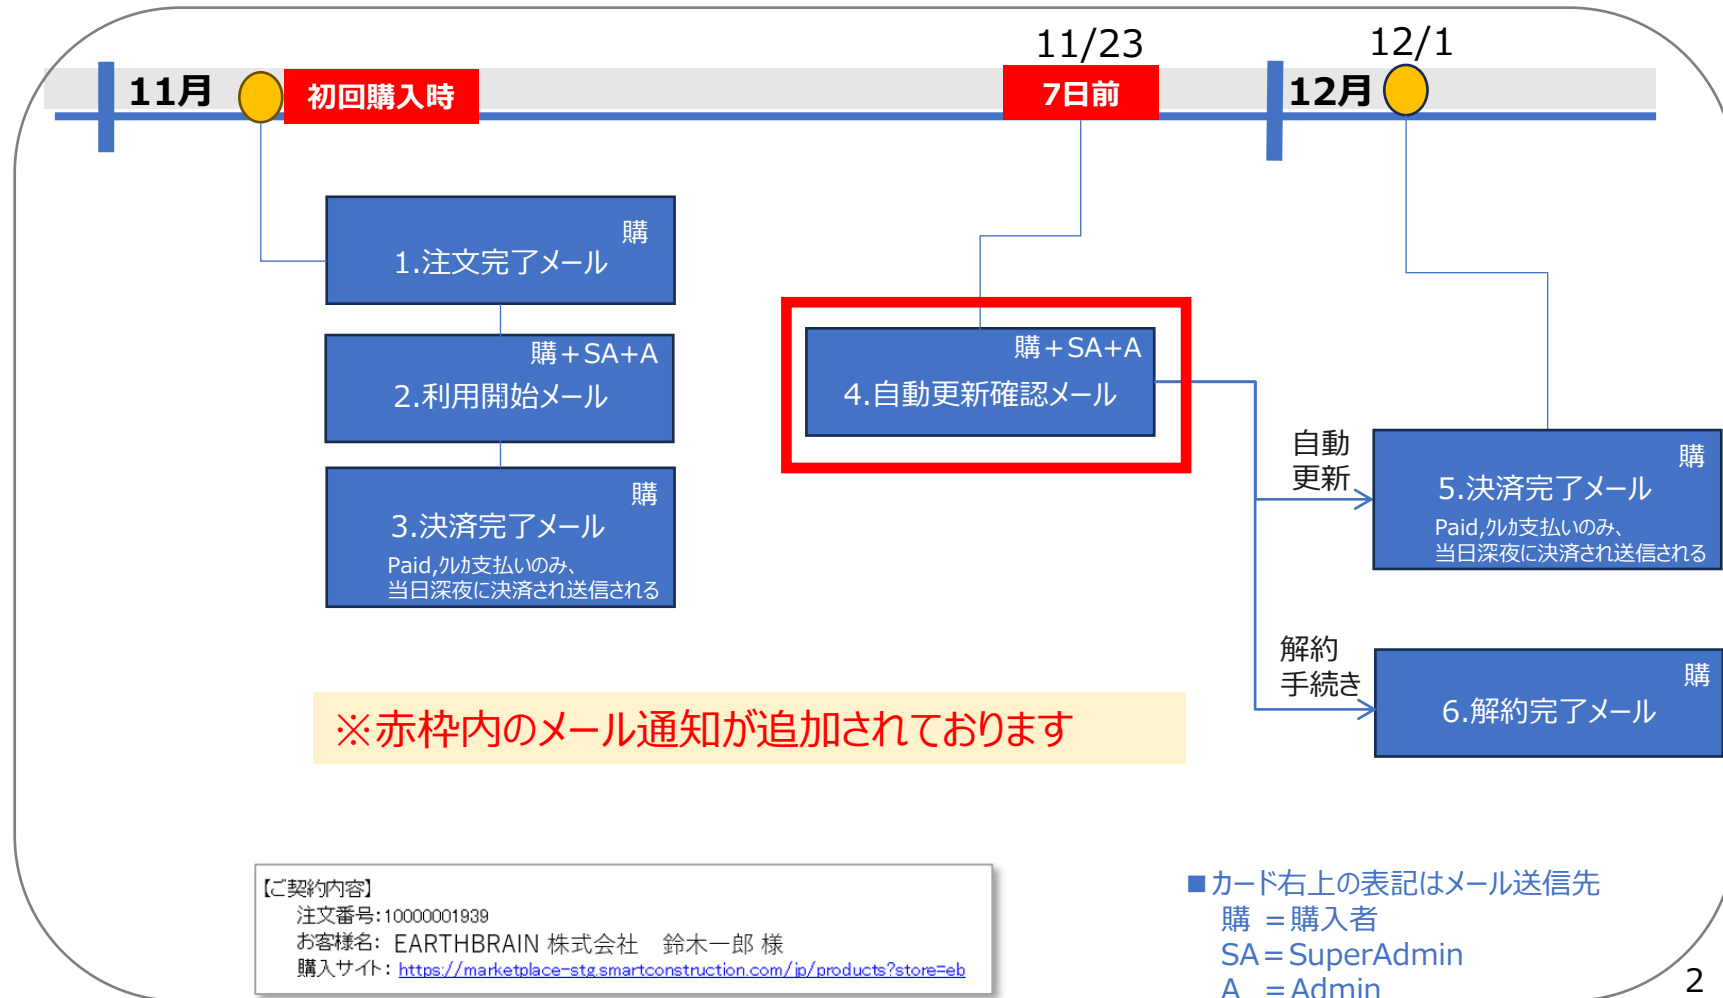 11/23
12/1
11月
初回購入時
7日前
12月
購
1.注文完了メール
購+SA+A
2.利用開始メール
購
3.決済完了メール
Paid,ｸﾚｶ支払いのみ、
当日深夜に決済され送信される
購+SA+A
4.自動更新確認メール
自動
更新
購
5.決済完了メール
Paid,ｸﾚｶ支払いのみ、
当日深夜に決済され送信される
解約
手続き
購
6.解約完了メール
※赤枠内のメール通知が追加されております
【ご契約内容】
注文番号:10000001939
お客様名: EARTHBRAIN 株式会社　鈴木一郎 様
購入サイト: https://marketplace-stg.smartconstruction.com/jp/products?store=eb
■カード右上の表記はメール送信先
購 =購入者
SA=SuperAdmin
A =Admin
2